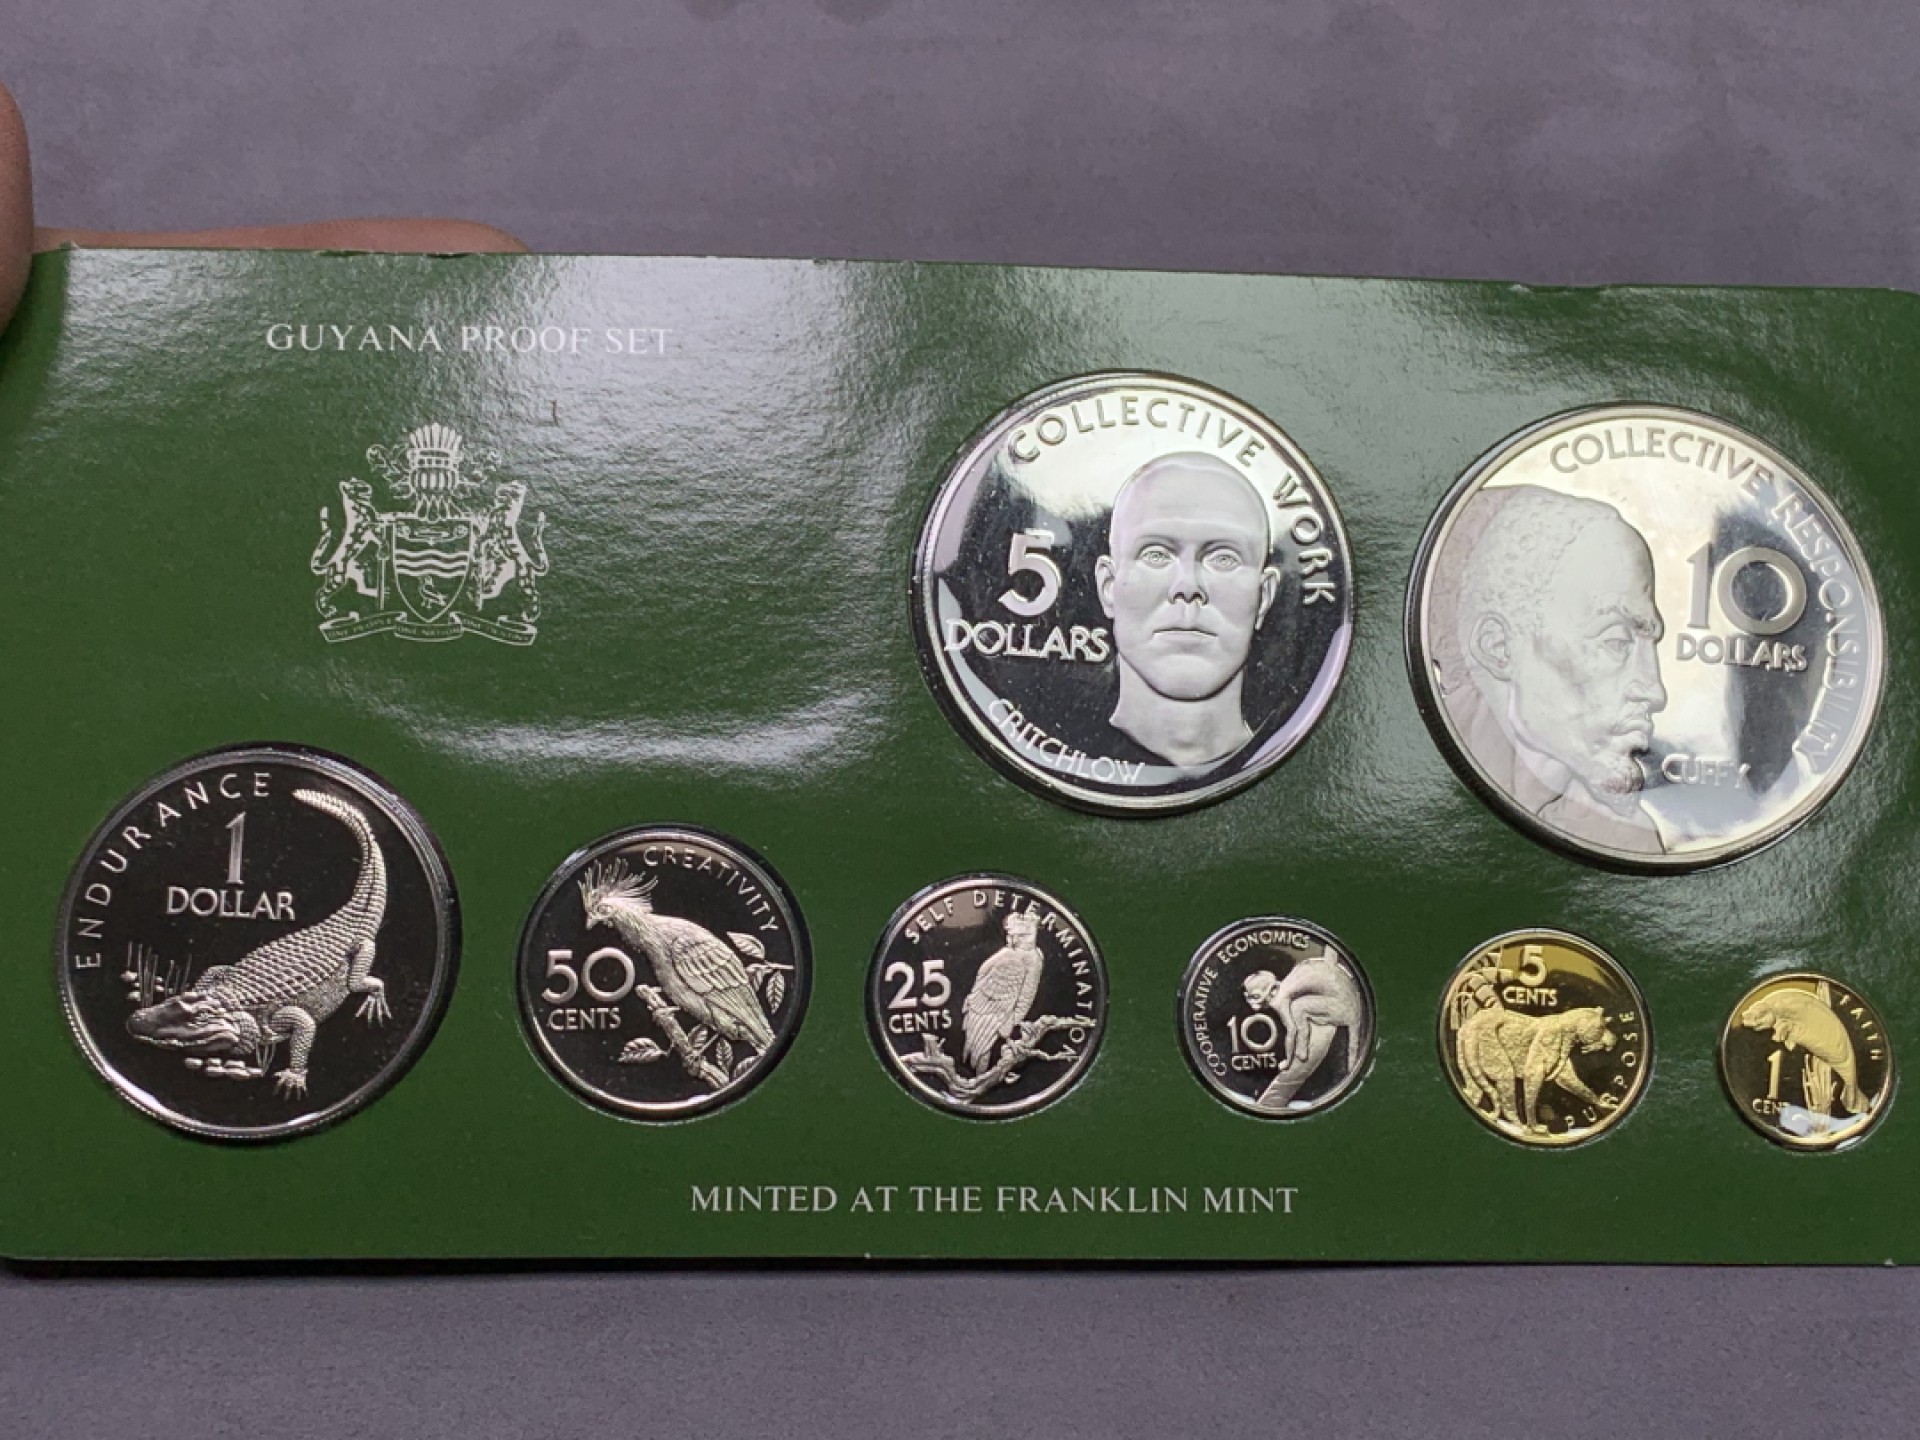 GUYANA PROOF SET
COLLECTIVE WORK
5
DOLLARS
CRITCHLOW
COLLECTIVE RESPONSIBILITY
10
DOLLARS
CUFFY
ENDURANCE
1
DOLLAR
CREATIVITY
50
CENTS
SELF DETERMINATION
25
CENTS
COOPERATIVE ECONOMICS
10
CENTS
5
CENTS
PURPOSE
FAITH
1
CENT
MINTED AT THE FRANKLIN MINT